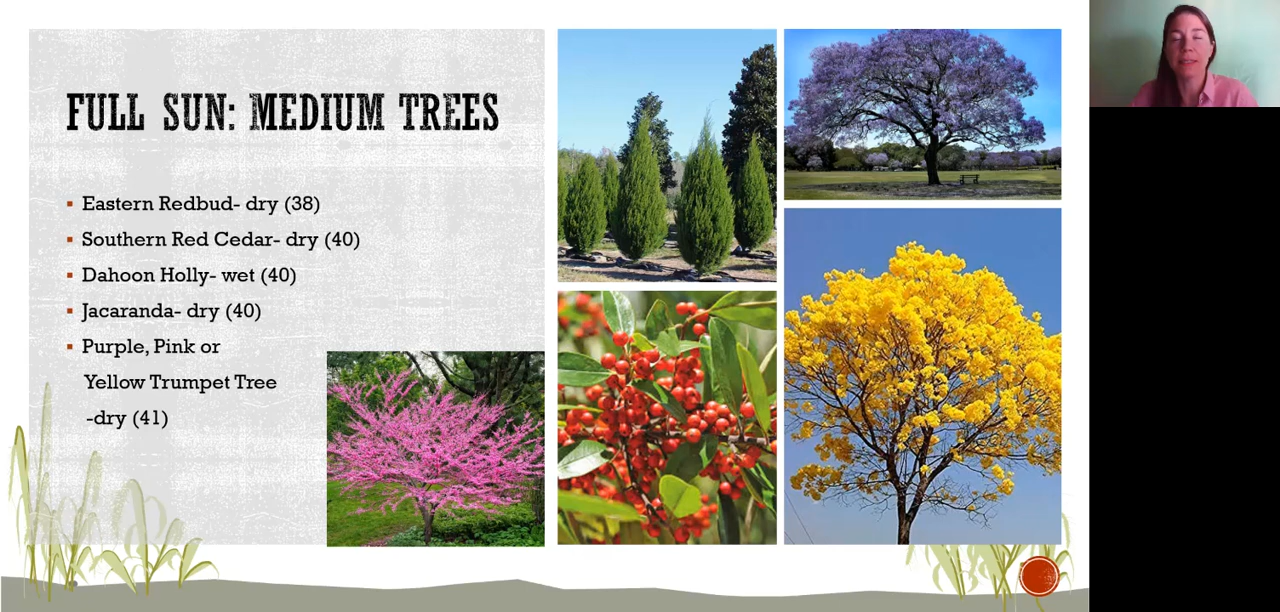 FULL SUN: MEDIUM TREES
Eastern Redbud- dry (38)
Southern Red Cedar- dry (40)
Dahoon Holly- wet (40)
Jacaranda- dry (40)
Purple, Pink or
Yellow Trumpet Tree
-dry (41)